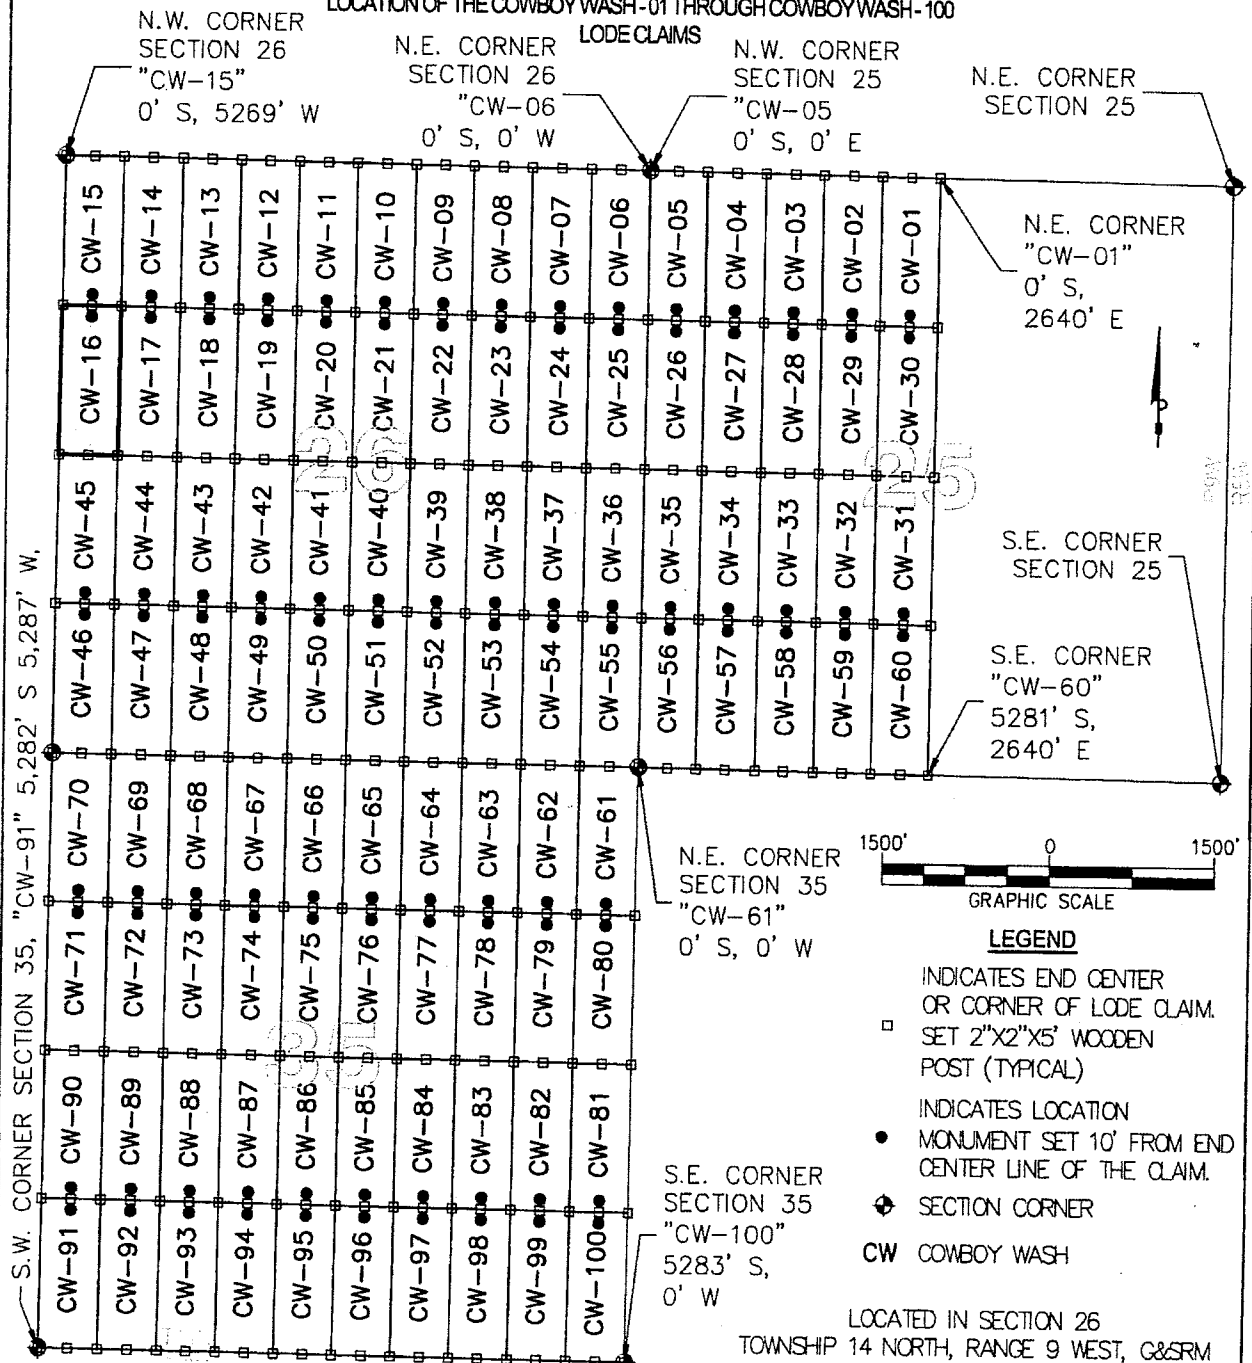 LOCATION OF THE COWBOY WASH-01 THROUGH COWBOY WASH-100
LODE CLAIMS
N.W. CORNER
SECTION 26
"CW-15"
0' S, 5269' W
N.E. CORNER
SECTION 26
"CW-06
0' S, 0' W
N.W. CORNER
SECTION 25
"CW-05
0' S, 0' E
N.E. CORNER
SECTION 25
CW-15 CW-14 CW-13 CW-12 CW-11 CW-10 CW-09 CW-08 CW-07 CW-06 CW-05 CW-04 CW-03 CW-02 CW-01
N.E. CORNER
"CW-01"
0' S,
2640' E
CW-16 CW-17 CW-18 CW-19 CW-20 CW-21 CW-22 CW-23 CW-24 CW-25 CW-26 CW-27 CW-28 CW-29 CW-30
26
25
CW-45 CW-44 CW-43 CW-42 CW-41 CW-40 CW-39 CW-38 CW-37 CW-36 CW-35 CW-34 CW-33 CW-32 CW-31
S.E. CORNER
SECTION 25
CW-46 CW-47 CW-48 CW-49 CW-50 CW-51 CW-52 CW-53 CW-54 CW-55 CW-56 CW-57 CW-58 CW-59 CW-60
S.E. CORNER
"CW-60"
5281' S,
2640' E
CW-70 CW-69 CW-68 CW-67 CW-66 CW-65 CW-64 CW-63 CW-62 CW-61
N.E. CORNER
SECTION 35
"CW-61"
0' S, 0' W
CW-71 CW-72 CW-73 CW-74 CW-75 CW-76 CW-77 CW-78 CW-79 CW-80
35
CW-90 CW-89 CW-88 CW-87 CW-86 CW-85 CW-84 CW-83 CW-82 CW-81
CW-91 CW-92 CW-93 CW-94 CW-95 CW-96 CW-97 CW-98 CW-99 CW-100
S.E. CORNER
SECTION 35
"CW-100"
5283' S,
0' W
S.W. CORNER SECTION 35, "CW-91" 5,282' S 5,287' W,
1500' 0 1500'
GRAPHIC SCALE
LEGEND
INDICATES END CENTER
OR CORNER OF LODE CLAIM.
SET 2"X2"X5' WOODEN
POST (TYPICAL)
INDICATES LOCATION
MONUMENT SET 10' FROM END
CENTER LINE OF THE CLAIM.
SECTION CORNER
CW COWBOY WASH
LOCATED IN SECTION 26
TOWNSHIP 14 NORTH, RANGE 9 WEST, G&SRM